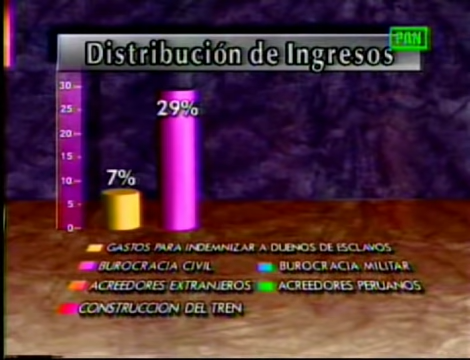 PAN
Distribución de Ingresos
30
25
20
15
10
5
0
7%
29%
GASTOS PARA INDEMNIZAR A DUENOS DE ESCLAVOS
BUROCRACIA CIVIL
BUROCRACIA MILITAR
ACREEDORES EXTRANJEROS
ACREEDORES PERUANOS
CONSTRUCCION DEL TREN